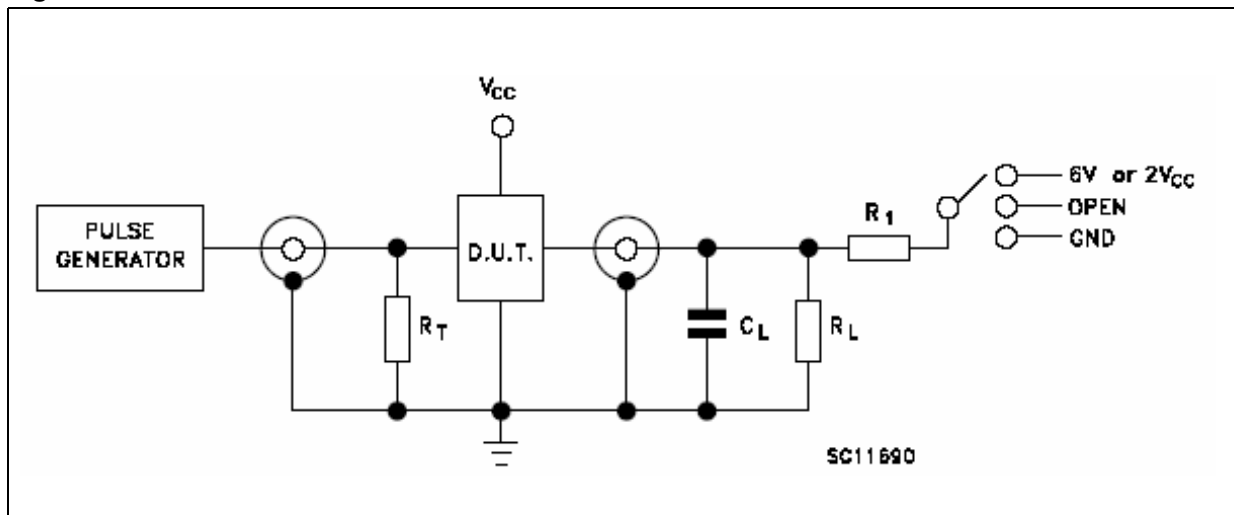 VCC
PULSE
GENERATOR
D.U.T.
RT
CL
RL
R1
6V or 2VCC
OPEN
GND
SC11690